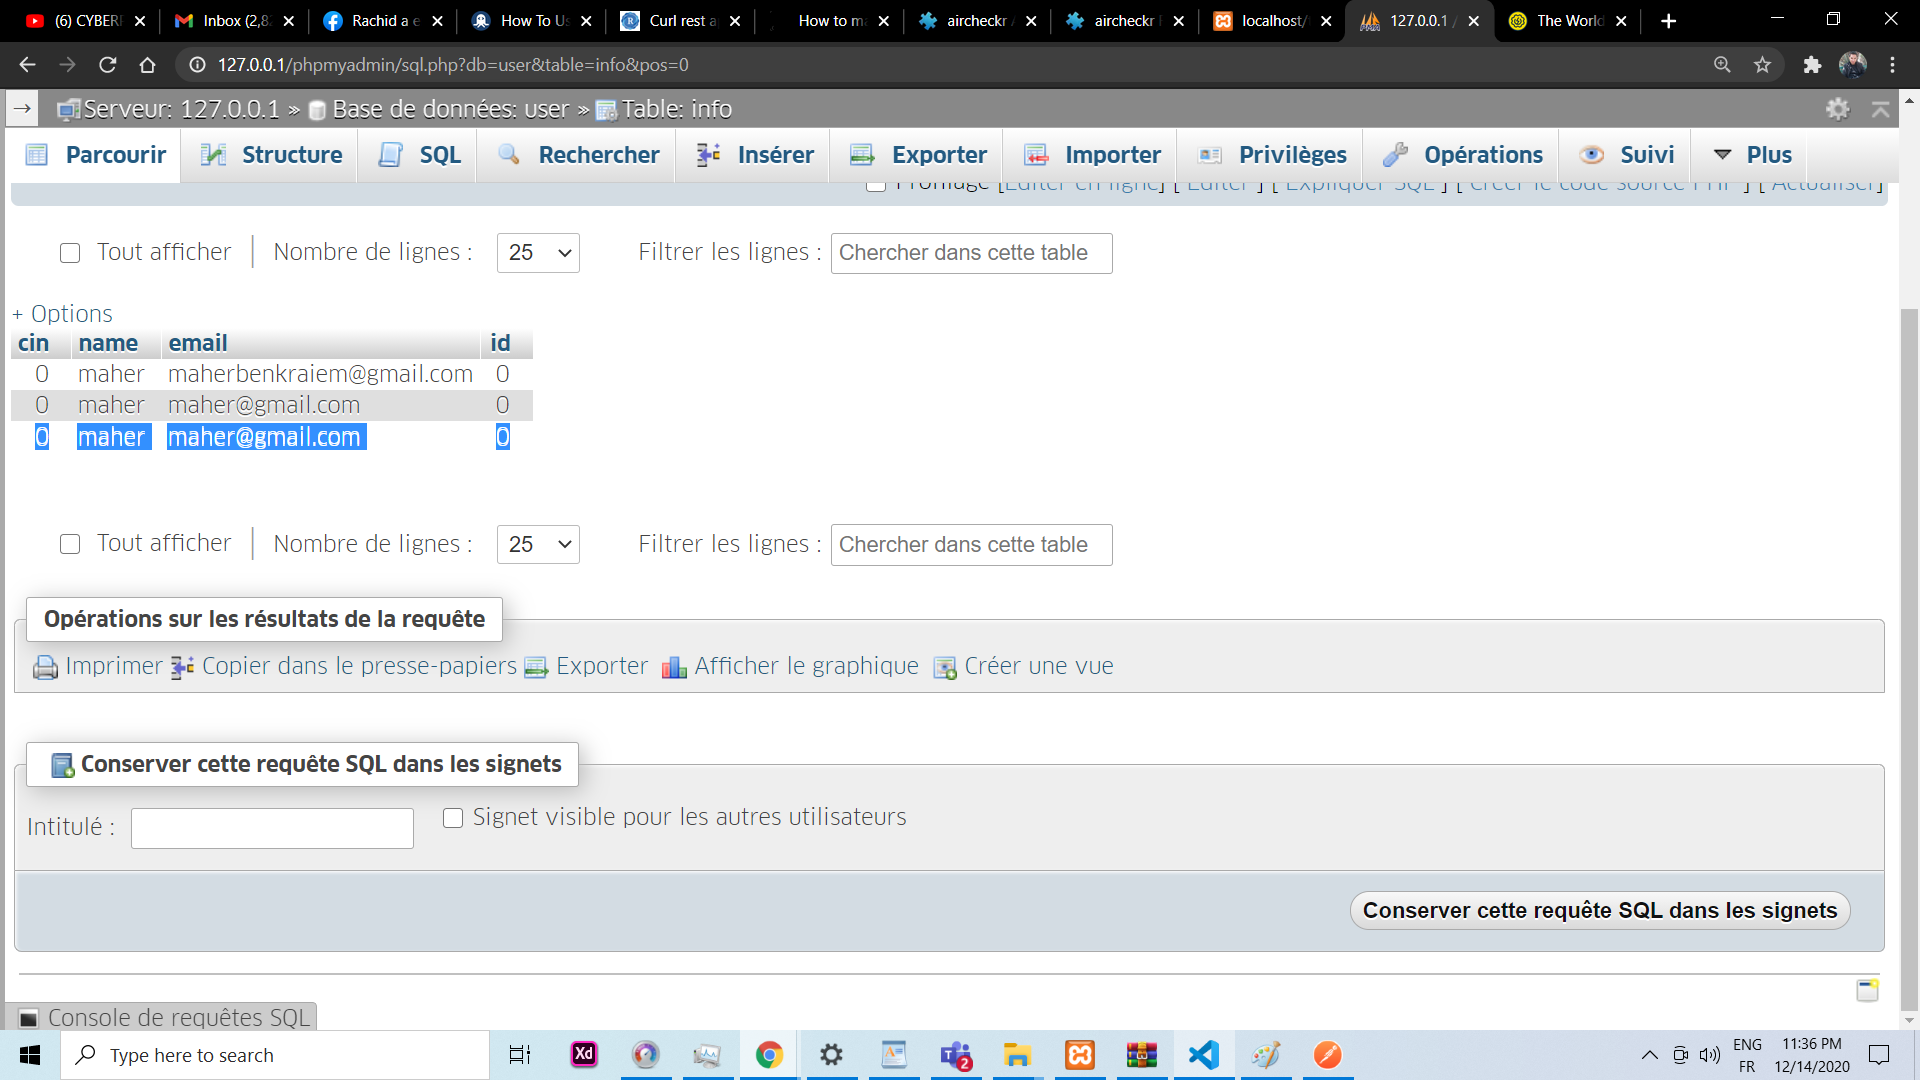 (6) CYBERP
Inbox (2,8
Rachid a e
How To Us
Curl rest a
How to m
aircheckr
aircheckr
localhost/
127.0.0.1 /
The World
127.0.0.1/phpmyadmin/sql.php?db=user&table=info&pos=0
Serveur: 127.0.0.1 » Base de données: user » Table: info
Parcourir Structure SQL Rechercher Insérer Exporter Importer Privilèges Opérations Suivi Plus
Profilage [Éditer en ligne] [ Éditer ] [ Expliquer SQL ] [ Créer le code source PHP ] [ Actualiser]
Tout afficher Nombre de lignes : 25 Filtrer les lignes : Chercher dans cette table
+ Options
cin name email id
0 maher maherbenkraiem@gmail.com 0
0 maher maher@gmail.com 0
0 maher maher@gmail.com 0
Tout afficher Nombre de lignes : 25 Filtrer les lignes : Chercher dans cette table
Opérations sur les résultats de la requête
Imprimer Copier dans le presse-papiers Exporter Afficher le graphique Créer une vue
Conserver cette requête SQL dans les signets
Intitulé : Signet visible pour les autres utilisateurs
Conserver cette requête SQL dans les signets
Console de requêtes SQL
Type here to search
Xd
2
ENG
FR
11:36 PM
12/14/2020